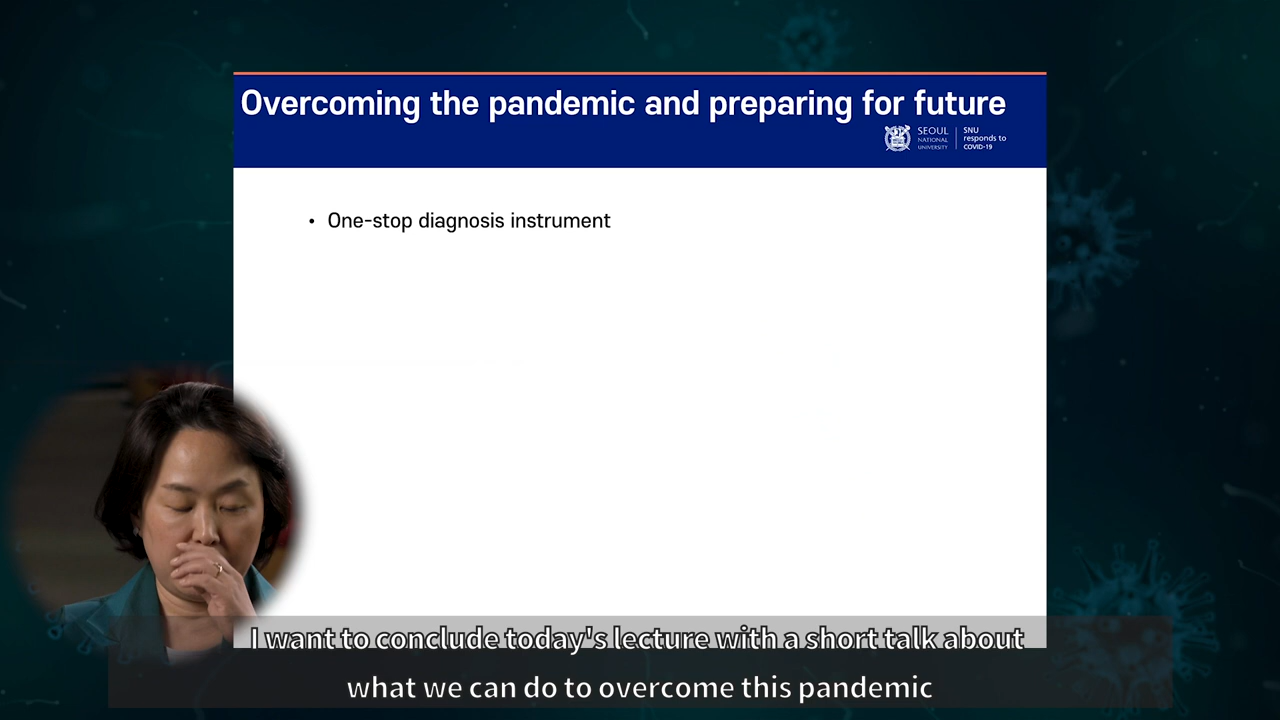 Overcoming the pandemic and preparing for future
SEOUL
NATIONAL
UNIVERSITY
SNU
responds to
COVID-19
• One-stop diagnosis instrument
I want to conclude today's lecture with a short talk about
what we can do to overcome this pandemic